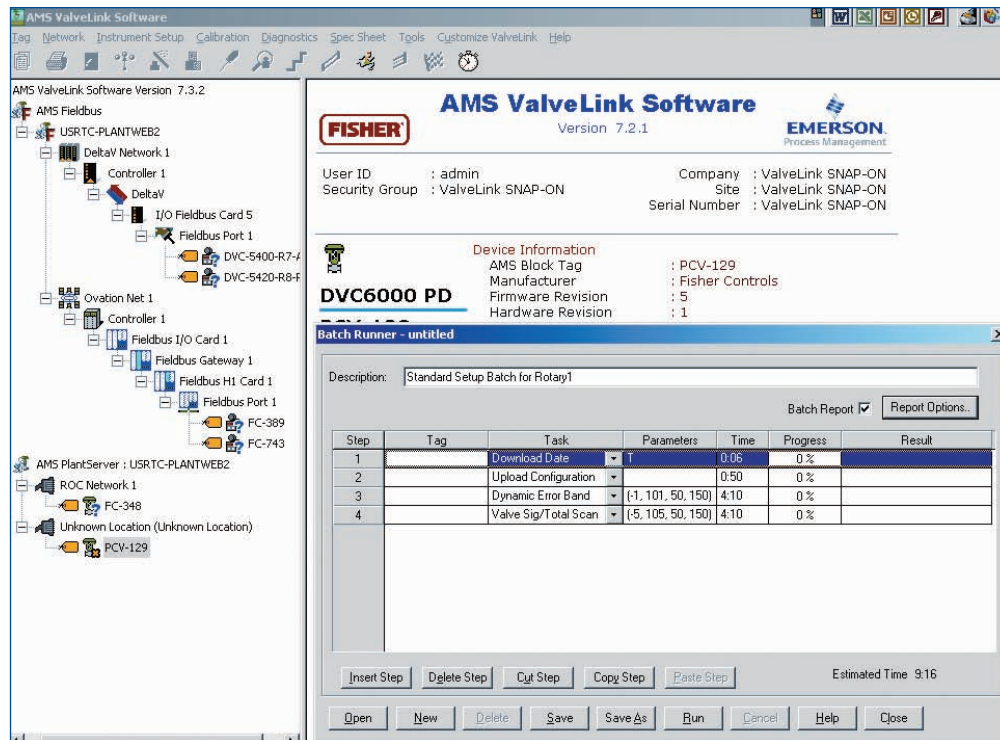 AMS ValveLink Software
Tag Network Instrument Setup Calibration Diagnostics Spec Sheet Tools Customize ValveLink Help
AMS ValveLink Software Version 7.3.2
AMS Fieldbus
USRTC-PLANTWEB2
DeltaV Network 1
Controller 1
DeltaV
I/O Fieldbus Card 5
Fieldbus Port 1
DVC-5400-R7-
DVC-5420-R8-
Ovation Net 1
Controller 1
Fieldbus I/O Card 1
Fieldbus Gateway 1
Fieldbus H1 Card 1
Fieldbus Port 1
FC-389
FC-743
AMS PlantServer : USRTC-PLANTWEB2
ROC Network 1
FC-348
Unknown Location (Unknown Location)
PCV-129
FISHER
AMS ValveLink Software
Version 7.2.1
EMERSON.
Process Management
User ID : admin
Security Group : ValveLink SNAP-ON
Company : ValveLink SNAP-ON
Site : ValveLink SNAP-ON
Serial Number : ValveLink SNAP-ON
DVC6000 PD
Device Information
AMS Block Tag : PCV-129
Manufacturer : Fisher Controls
Firmware Revision : 5
Hardware Revision : 1
Batch Runner - untitled
Description: Standard Setup Batch for Rotary1
Batch Report Report Options..
Step Tag Task Parameters Time Progress Result
1 Download Date T 0:06 0 %
2 Upload Configuration 0:50 0 %
3 Dynamic Error Band (-1, 101, 50, 150) 4:10 0 %
4 Valve Sig/Total Scan (-5, 105, 50, 150) 4:10 0 %
Insert Step Delete Step Cut Step Copy Step Paste Step Estimated Time 9:16
Open New Delete Save Save As Run Cancel Help Close